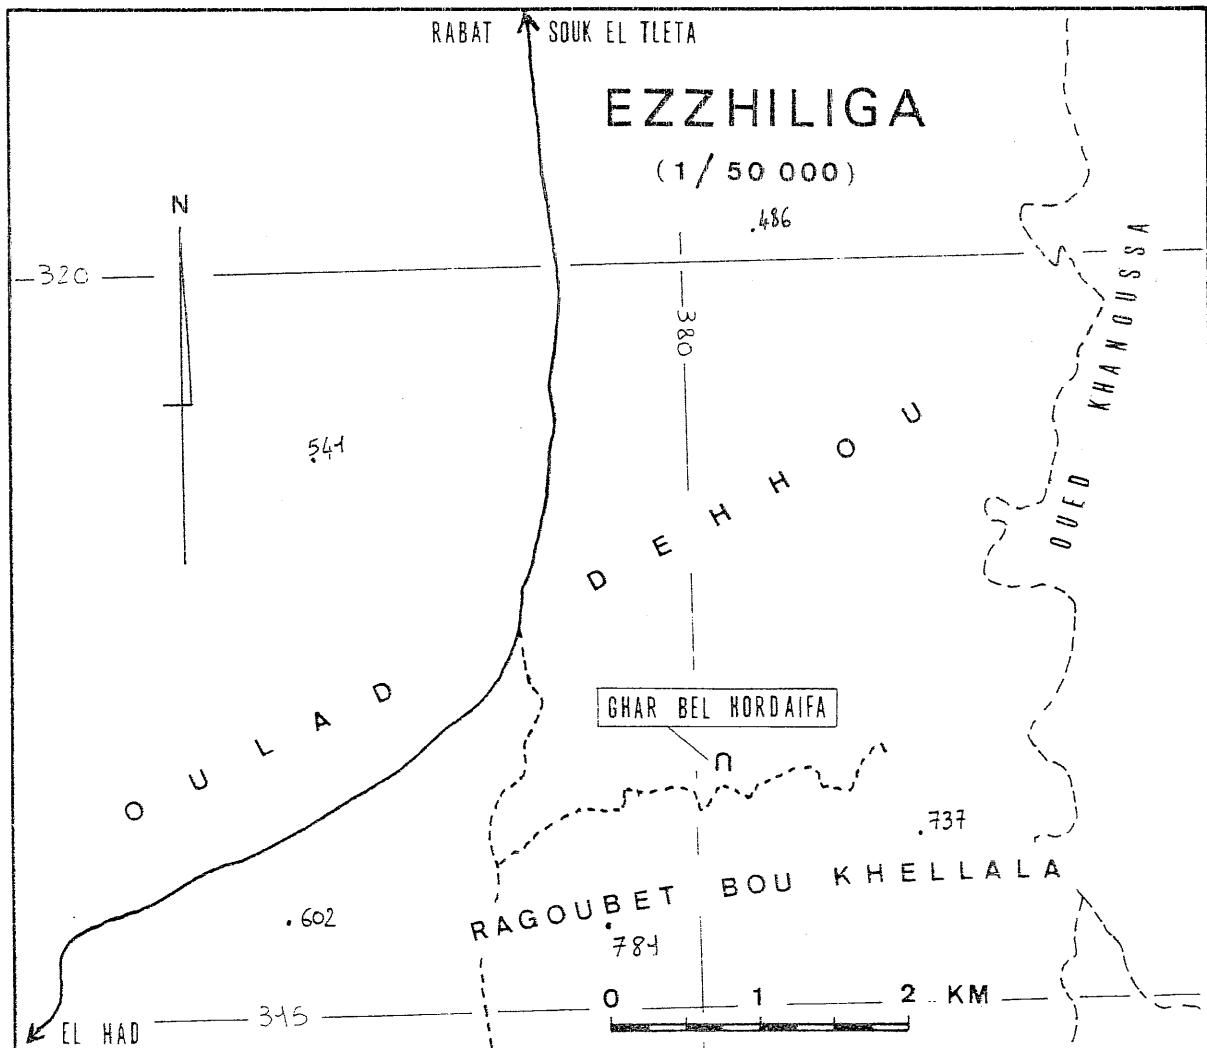 RABAT SOUK EL TLETA
EZZHILIGA
(1/50 000)
N
.486
320
380
OUED KHANOUSSA
.541
OULAD DEHHOU
GHAR BEL HORDAIFA
.737
RAGOUBET BOU KHELLALA
.602
.781
0 1 2 KM
315
EL HAD